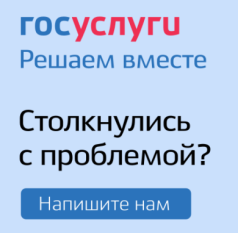 госуслуги
Решаем вместе
Столкнулись
с проблемой?
Напишите нам